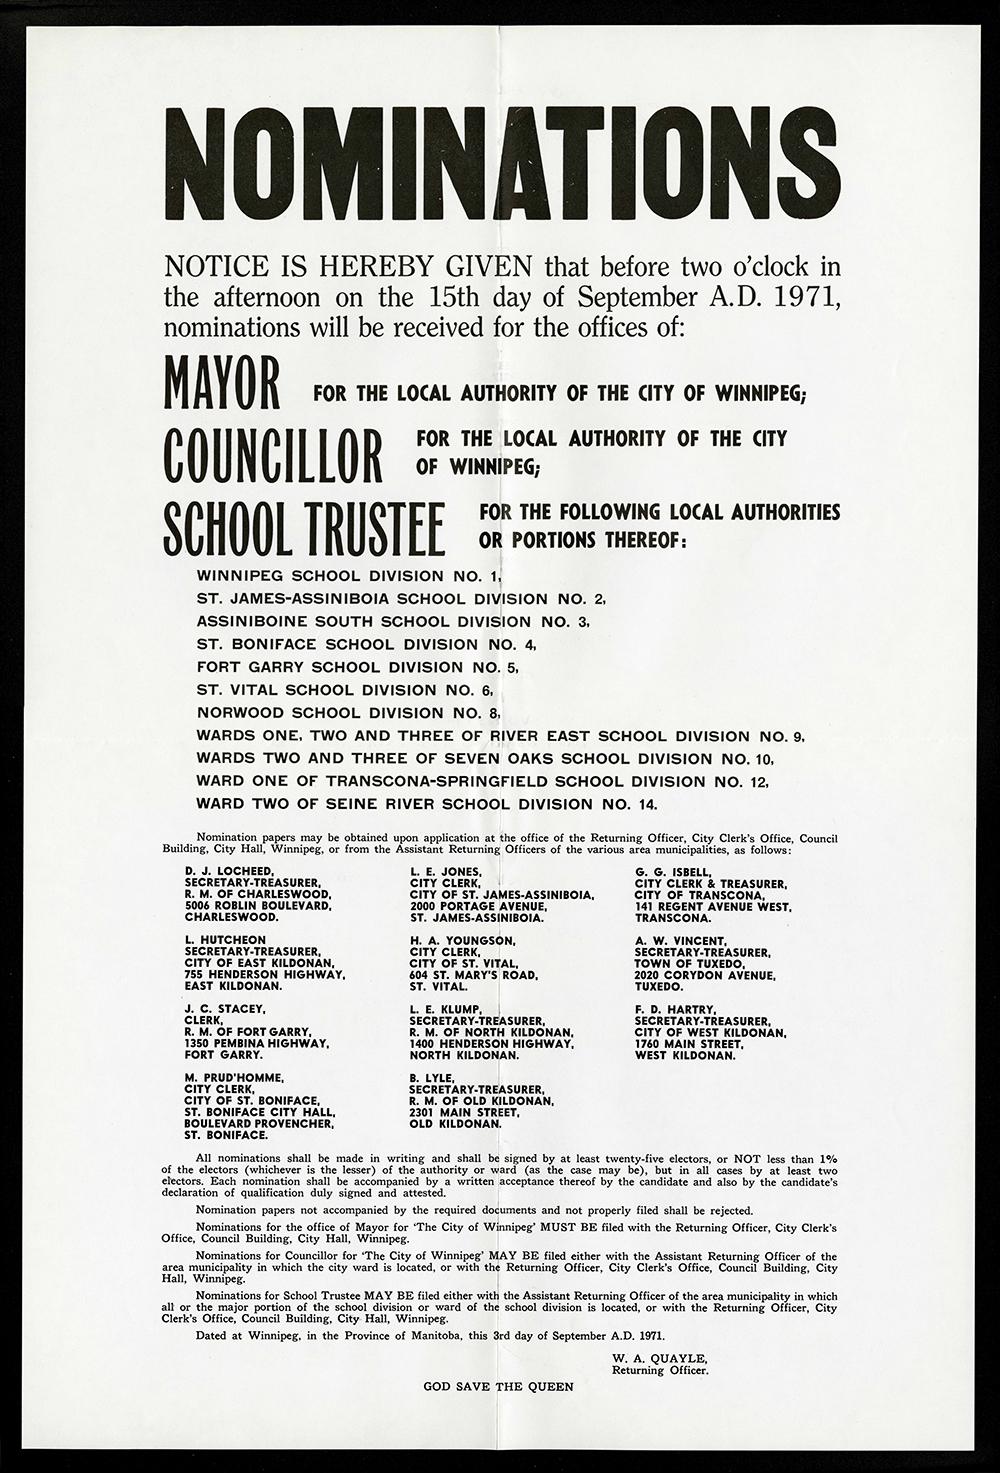 NOMINATIONS
NOTICE IS HEREBY GIVEN that before two o'clock in
the afternoon on the 15th day of September A.D. 1971,
nominations will be received for the offices of:
MAYOR FOR THE LOCAL AUTHORITY OF THE CITY OF WINNIPEG;
COUNCILLOR FOR THE LOCAL AUTHORITY OF THE CITY
OF WINNIPEG;
SCHOOL TRUSTEE FOR THE FOLLOWING LOCAL AUTHORITIES
OR PORTIONS THEREOF:
WINNIPEG SCHOOL DIVISION NO. 1,
ST. JAMES-ASSINIBOIA SCHOOL DIVISION NO. 2,
ASSINIBOINE SOUTH SCHOOL DIVISION NO. 3,
ST. BONIFACE SCHOOL DIVISION NO. 4,
FORT GARRY SCHOOL DIVISION NO. 5,
ST. VITAL SCHOOL DIVISION NO. 6,
NORWOOD SCHOOL DIVISION NO. 8,
WARDS ONE, TWO AND THREE OF RIVER EAST SCHOOL DIVISION NO. 9,
WARDS TWO AND THREE OF SEVEN OAKS SCHOOL DIVISION NO. 10,
WARD ONE OF TRANSCONA-SPRINGFIELD SCHOOL DIVISION NO. 12,
WARD TWO OF SEINE RIVER SCHOOL DIVISION NO. 14.
Nomination papers may be obtained upon application at the office of the Returning Officer, City Clerk's Office, Council
Building, City Hall, Winnipeg, or from the Assistant Returning Officers of the various area municipalities, as follows:
D. J. LOCHEED,
SECRETARY-TREASURER,
R. M. OF CHARLESWOOD,
5006 ROBLIN BOULEVARD,
CHARLESWOOD.
L. E. JONES,
CITY CLERK,
CITY OF ST. JAMES-ASSINIBOIA,
2000 PORTAGE AVENUE,
ST. JAMES-ASSINIBOIA.
G. G. ISBELL,
CITY CLERK & TREASURER,
CITY OF TRANSCONA,
141 REGENT AVENUE WEST,
TRANSCONA.
L. HUTCHEON
SECRETARY-TREASURER,
CITY OF EAST KILDONAN,
755 HENDERSON HIGHWAY,
EAST KILDONAN.
H. A. YOUNGSON,
CITY CLERK,
CITY OF ST. VITAL,
604 ST. MARY'S ROAD,
ST. VITAL.
A. W. VINCENT,
SECRETARY-TREASURER,
TOWN OF TUXEDO,
2020 CORYDON AVENUE,
TUXEDO.
J. C. STACEY,
CLERK,
R. M. OF FORT GARRY,
1350 PEMBINA HIGHWAY,
FORT GARRY.
L. E. KLUMP,
SECRETARY-TREASURER,
R. M. OF NORTH KILDONAN,
1400 HENDERSON HIGHWAY,
NORTH KILDONAN.
F. D. HARTRY,
SECRETARY-TREASURER,
CITY OF WEST KILDONAN,
1760 MAIN STREET,
WEST KILDONAN.
M. PRUD'HOMME,
CITY CLERK,
CITY OF ST. BONIFACE,
ST. BONIFACE CITY HALL,
BOULEVARD PROVENCHER,
ST. BONIFACE.
B. LYLE,
SECRETARY-TREASURER,
R. M. OF OLD KILDONAN,
2301 MAIN STREET,
OLD KILDONAN.
All nominations shall be made in writing and shall be signed by at least twenty-five electors, or NOT less than 1%
of the electors (whichever is the lesser) of the authority or ward (as the case may be), but in all cases by at least two
electors. Each nomination shall be accompanied by a written acceptance thereof by the candidate and also by the candidate's
declaration of qualification duly signed and attested.
Nomination papers not accompanied by the required documents and not properly filed shall be rejected.
Nominations for the office of Mayor for 'The City of Winnipeg' MUST BE filed with the Returning Officer, City Clerk's
Office, Council Building, City Hall, Winnipeg.
Nominations for Councillor for 'The City of Winnipeg' MAY BE filed either with the Assistant Returning Officer of the
area municipality in which the city ward is located, or with the Returning Officer, City Clerk's Office, Council Building, City
Hall, Winnipeg.
Nominations for School Trustee MAY BE filed either with the Assistant Returning Officer of the area municipality in which
all or the major portion of the school division or ward of the school division is located, or with the Returning Officer, City
Clerk's Office, Council Building, City Hall, Winnipeg.
Dated at Winnipeg, in the Province of Manitoba, this 3rd day of September A.D. 1971.
W. A. QUAYLE,
Returning Officer.
GOD SAVE THE QUEEN